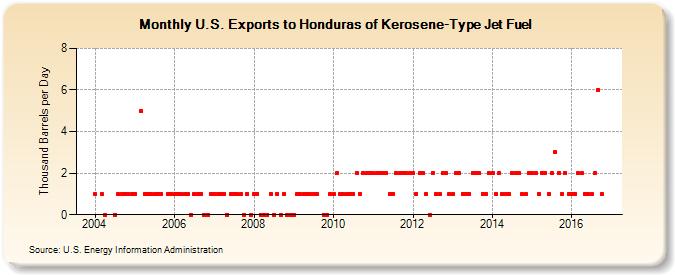 Monthly U.S. Exports to Honduras of Kerosene-Type Jet Fuel
Thousand Barrels per Day
8
6
4
2
0
2004 2006 2008 2010 2012 2014 2016
Source: U.S. Energy Information Administration